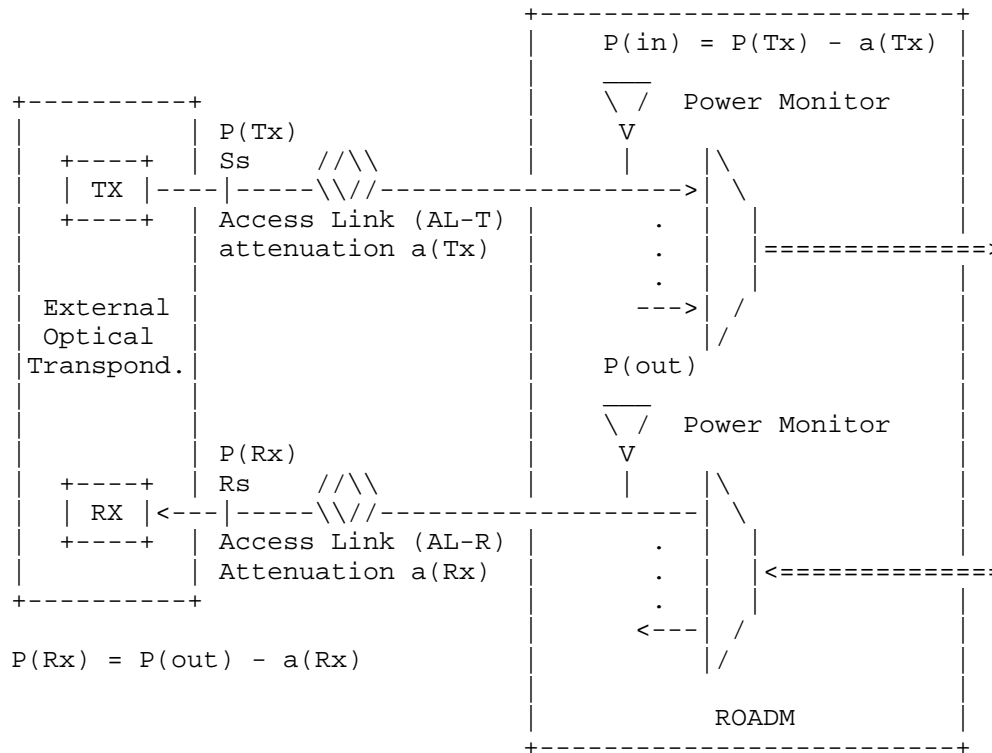 P(in) = P(Tx) - a(Tx)
Power Monitor
P(Tx)
Ss
TX
Access Link (AL-T)
attenuation a(Tx)
External
Optical
Transpond.
P(out)
Power Monitor
P(Rx)
Rs
RX
Access Link (AL-R)
Attenuation a(Rx)
P(Rx) = P(out) - a(Rx)
ROADM